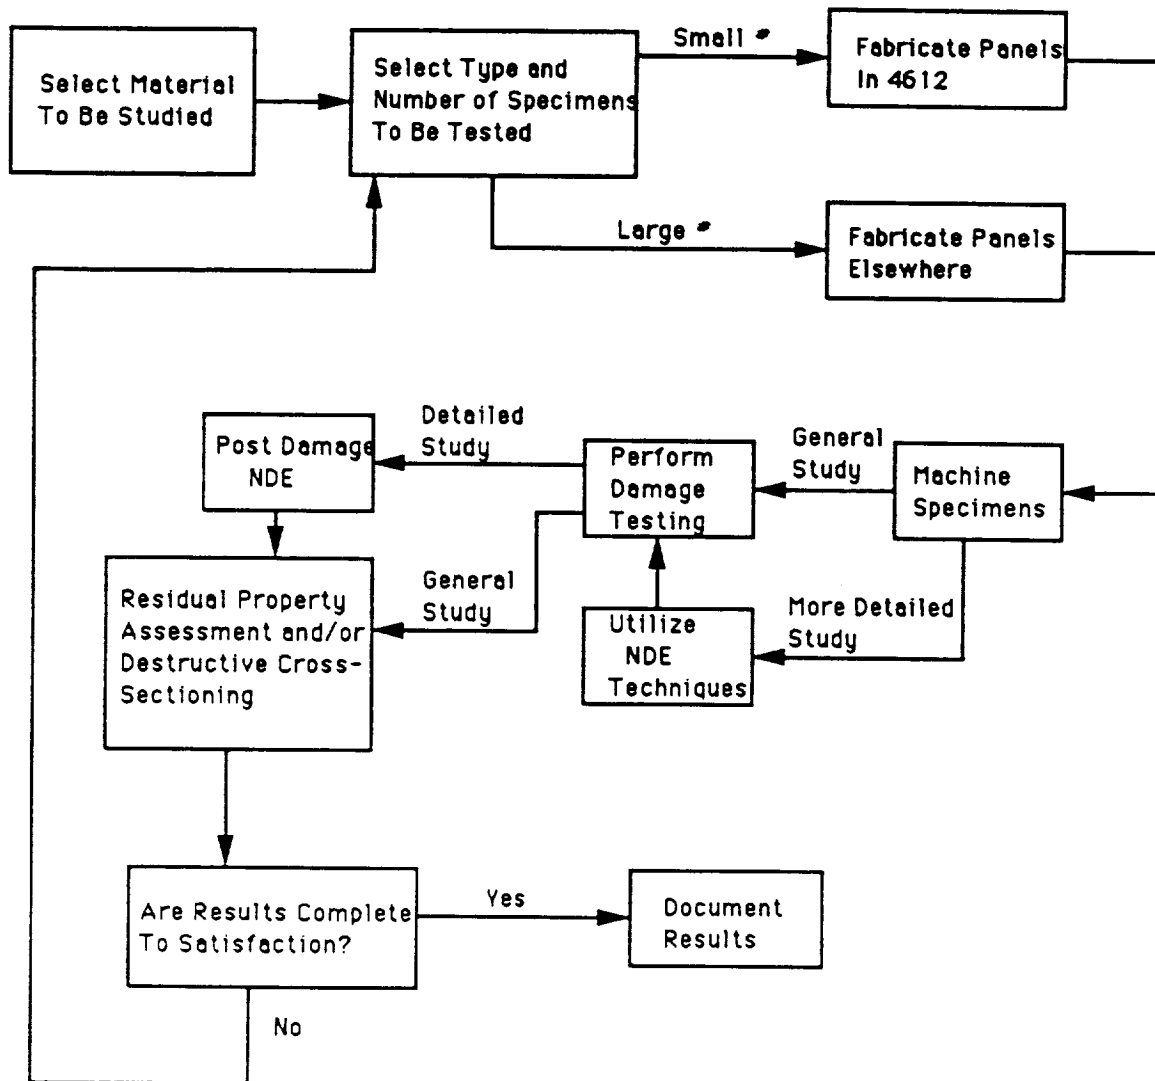 Select Material
To Be Studied
Select Type and
Number of Specimens
To Be Tested
Small #
Fabricate Panels
In 4612
Large #
Fabricate Panels
Elsewhere
Post Damage
NDE
Detailed
Study
Perform
Damage
Testing
General
Study
Machine
Specimens
Residual Property
Assessment and/or
Destructive Cross-
Sectioning
General
Study
Utilize
NDE
Techniques
More Detailed
Study
Are Results Complete
To Satisfaction?
Yes
Document
Results
No